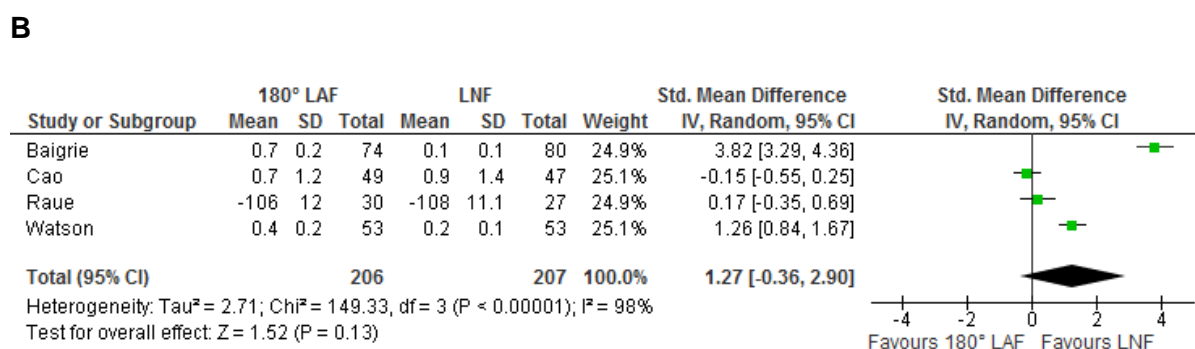 B
180° LAF LNF Std. Mean Difference Std. Mean Difference
Study or Subgroup Mean SD Total Mean SD Total Weight IV, Random, 95% CI IV, Random, 95% CI
Baigrie 0.7 0.2 74 0.1 0.1 80 24.9% 3.82 [3.29, 4.36]
Cao 0.7 1.2 49 0.9 1.4 47 25.1% -0.15 [-0.55, 0.25]
Raue -106 12 30 -108 11.1 27 24.9% 0.17 [-0.35, 0.69]
Watson 0.4 0.2 53 0.2 0.1 53 25.1% 1.26 [0.84, 1.67]
Total (95% CI) 206 207 100.0% 1.27 [-0.36, 2.90]
Heterogeneity: Tau² = 2.71; Chi² = 149.33, df = 3 (P < 0.00001); I² = 98%
Test for overall effect: Z = 1.52 (P = 0.13)
-4 -2 0 2 4
Favours 180° LAF Favours LNF